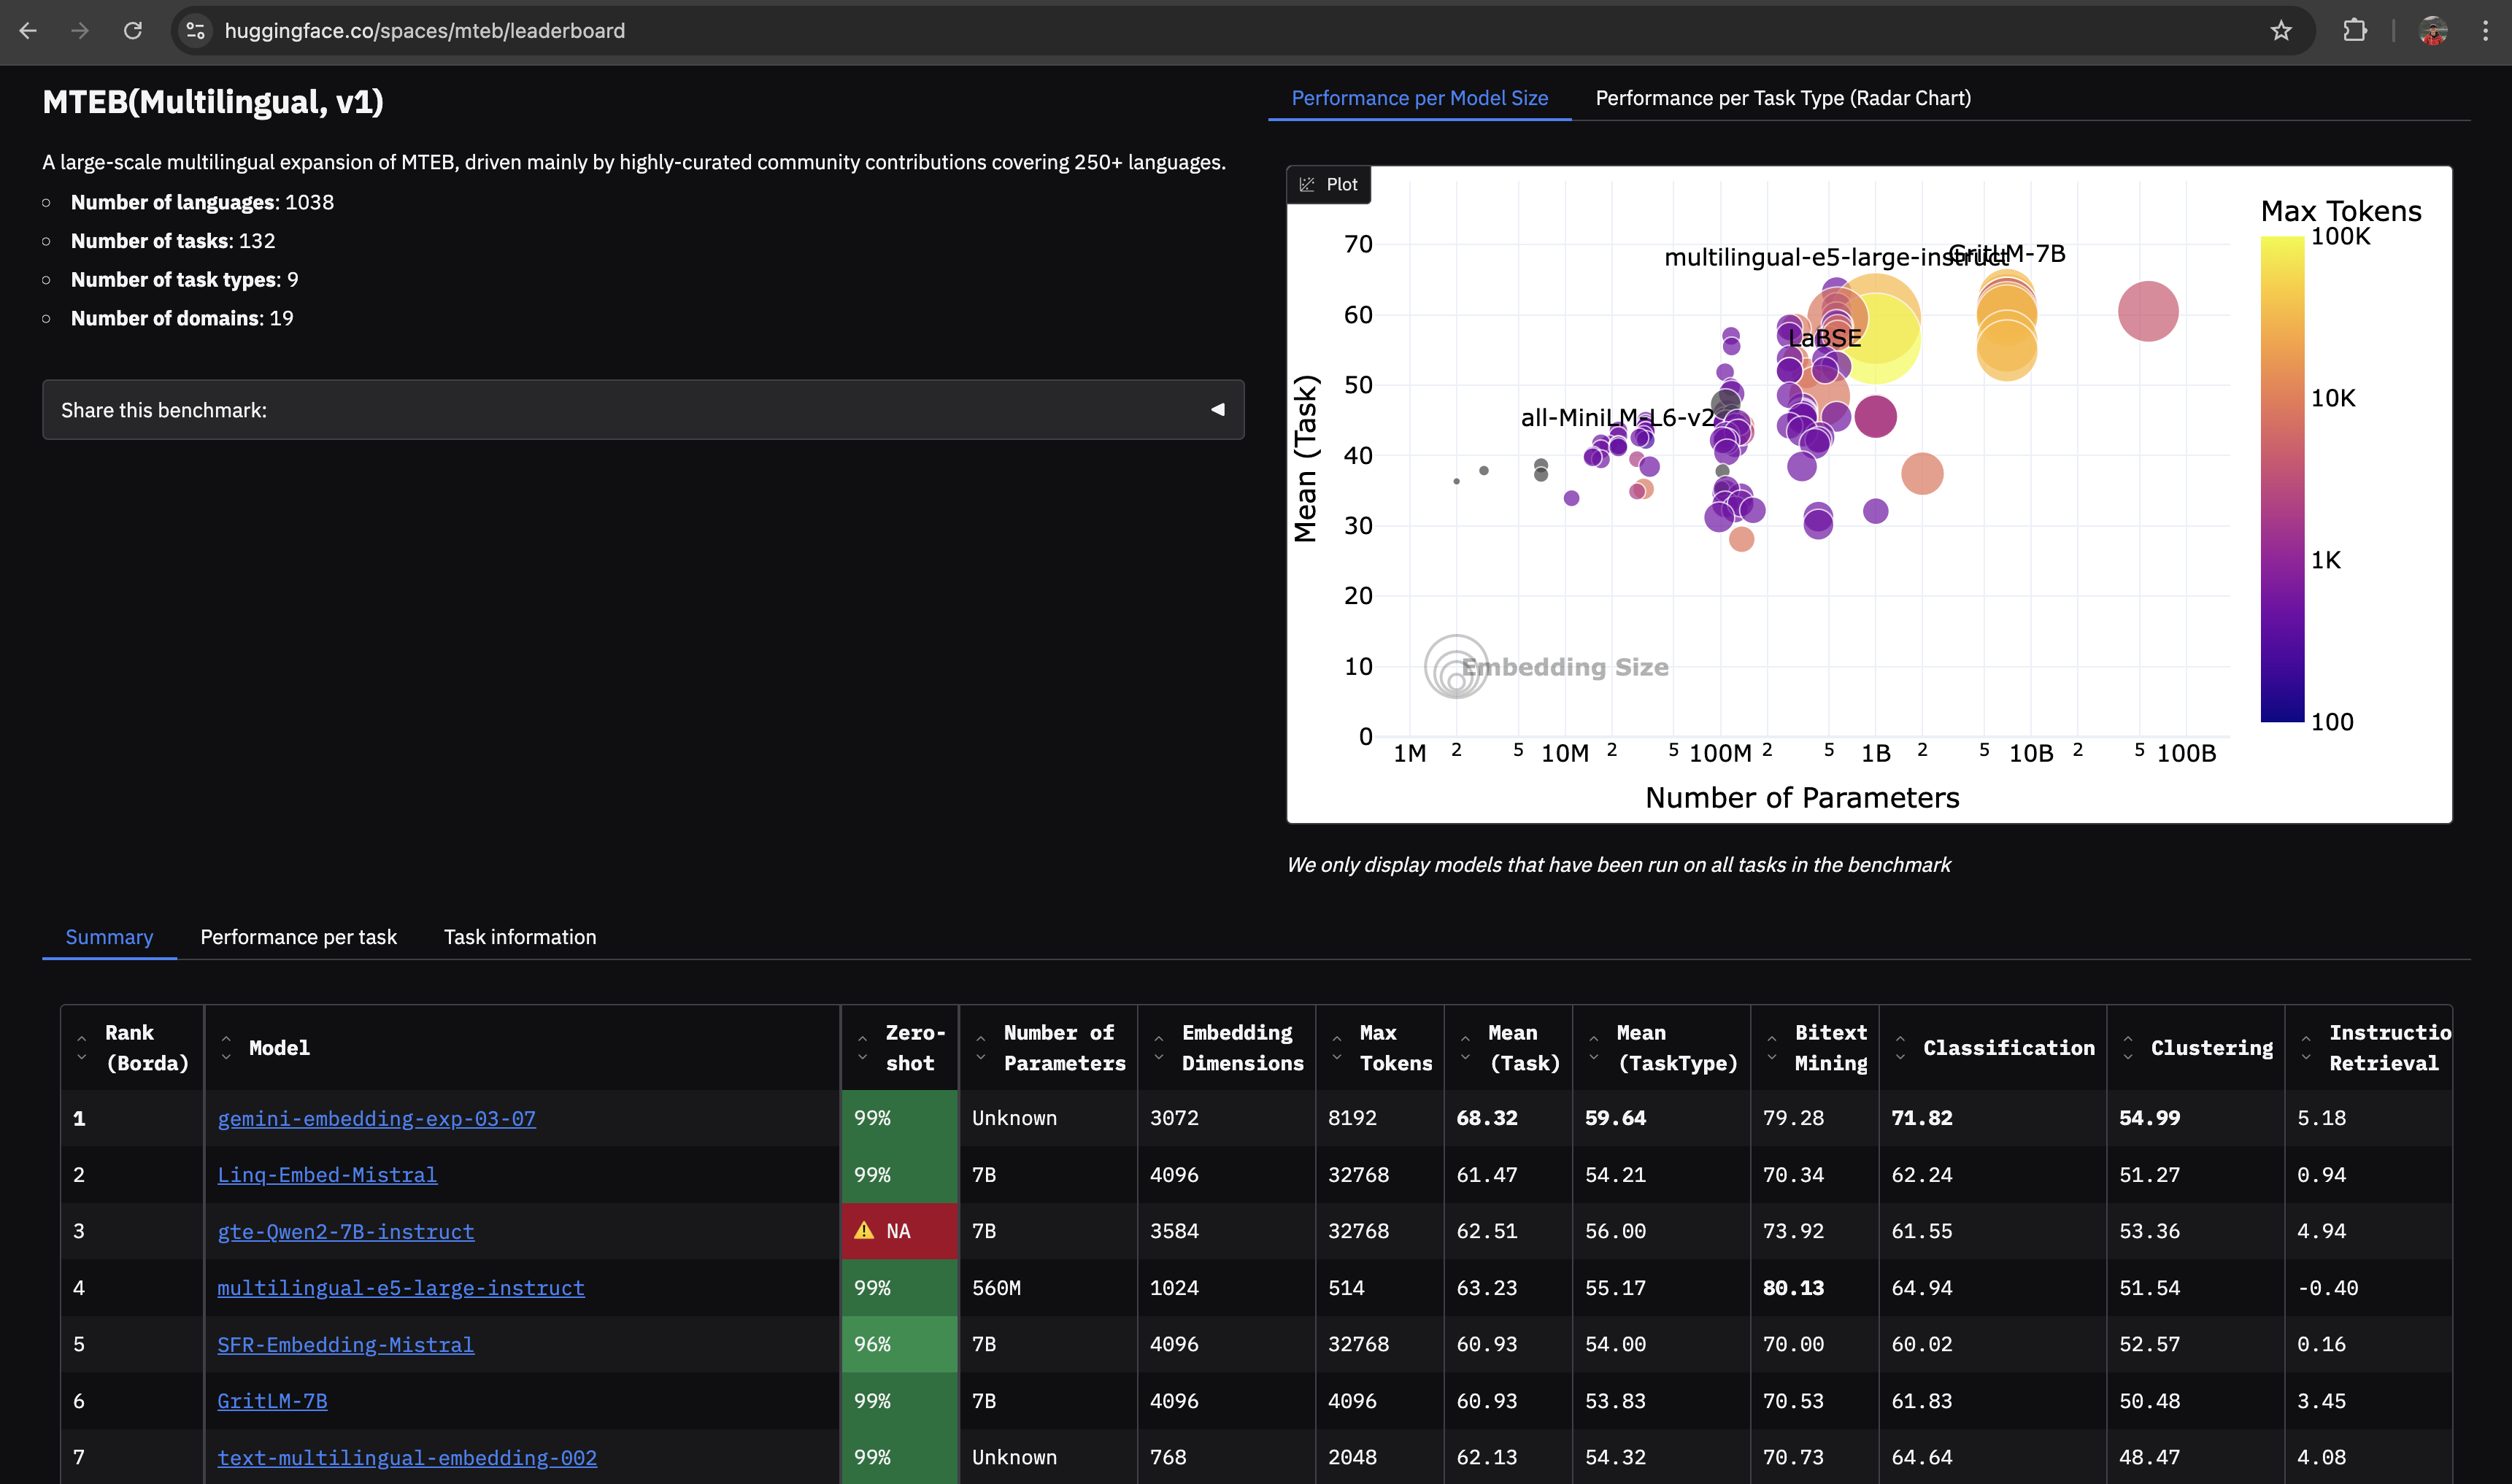 huggingface.co/spaces/mteb/leaderboard
MTEB(Multilingual, v1)
A large-scale multilingual expansion of MTEB, driven mainly by highly-curated community contributions covering 250+ languages.
Number of languages: 1038
Number of tasks: 132
Number of task types: 9
Number of domains: 19
Share this benchmark:
Performance per Model Size Performance per Task Type (Radar Chart)
Plot
Max Tokens
100K
10K
1K
100
multilingual-e5-large-instruct
GritLM-7B
LaBSE
all-MiniLM-L6-v2
Embedding Size
Mean (Task)
70
60
50
40
30
20
10
0
1M 2 5 10M 2 5 100M 2 5 1B 2 5 10B 2 5 100B
Number of Parameters
We only display models that have been run on all tasks in the benchmark
Summary Performance per task Task information
Rank (Borda) Model Zero-shot Number of Parameters Embedding Dimensions Max Tokens Mean (Task) Mean (TaskType) Bitext Mining Classification Clustering Instructio Retrieval
1 gemini-embedding-exp-03-07 99% Unknown 3072 8192 68.32 59.64 79.28 71.82 54.99 5.18
2 Linq-Embed-Mistral 99% 7B 4096 32768 61.47 54.21 70.34 62.24 51.27 0.94
3 gte-Qwen2-7B-instruct ⚠️ NA 7B 3584 32768 62.51 56.00 73.92 61.55 53.36 4.94
4 multilingual-e5-large-instruct 99% 560M 1024 514 63.23 55.17 80.13 64.94 51.54 -0.40
5 SFR-Embedding-Mistral 96% 7B 4096 32768 60.93 54.00 70.00 60.02 52.57 0.16
6 GritLM-7B 99% 7B 4096 4096 60.93 53.83 70.53 61.83 50.48 3.45
7 text-multilingual-embedding-002 99% Unknown 768 2048 62.13 54.32 70.73 64.64 48.47 4.08